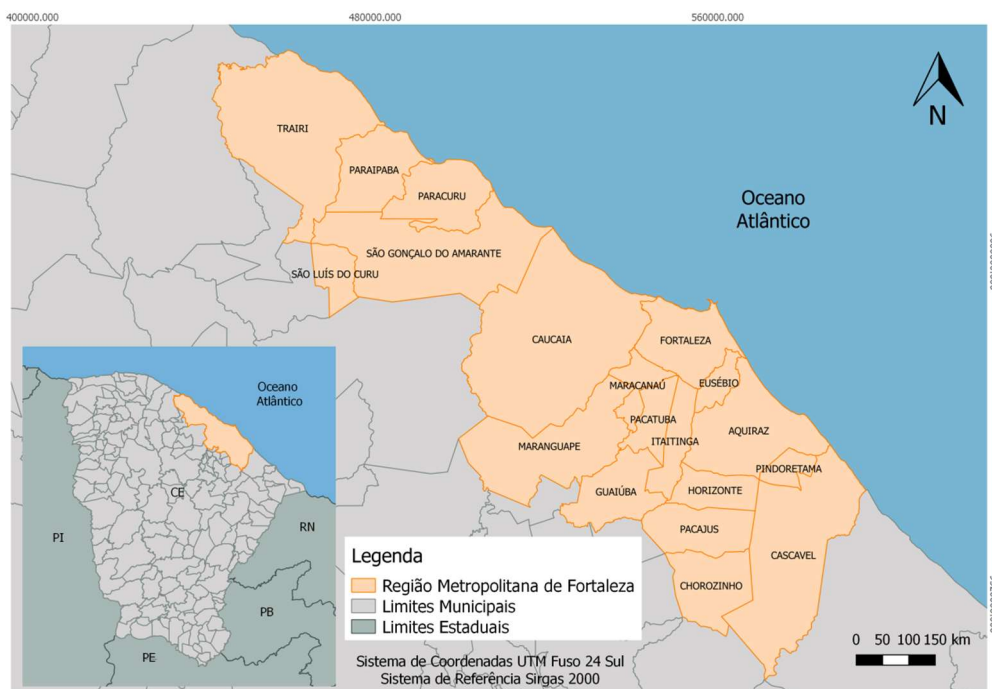 400000.000
480000.000
560000.000
N
Oceano
Atlântico
TRAIRI
PARAIPABA
PARACURU
SÃO GONÇALO DO AMARANTE
SÃO LUÍS DO CURU
CAUCAIA
FORTALEZA
MARACANAÚ
EUSÉBIO
PACATUBA
AQUIRAZ
MARANGUAPE
ITAITINGA
PINDORETAMA
GUAIÚBA
HORIZONTE
PACAJUS
CASCAVEL
CHOROZINHO
Oceano
Atlântico
CE
PI
RN
PB
PE
Legenda
Região Metropolitana de Fortaleza
Limites Municipais
Limites Estaduais
0 50 100 150 km
Sistema de Coordenadas UTM Fuso 24 Sul
Sistema de Referência Sirgas 2000